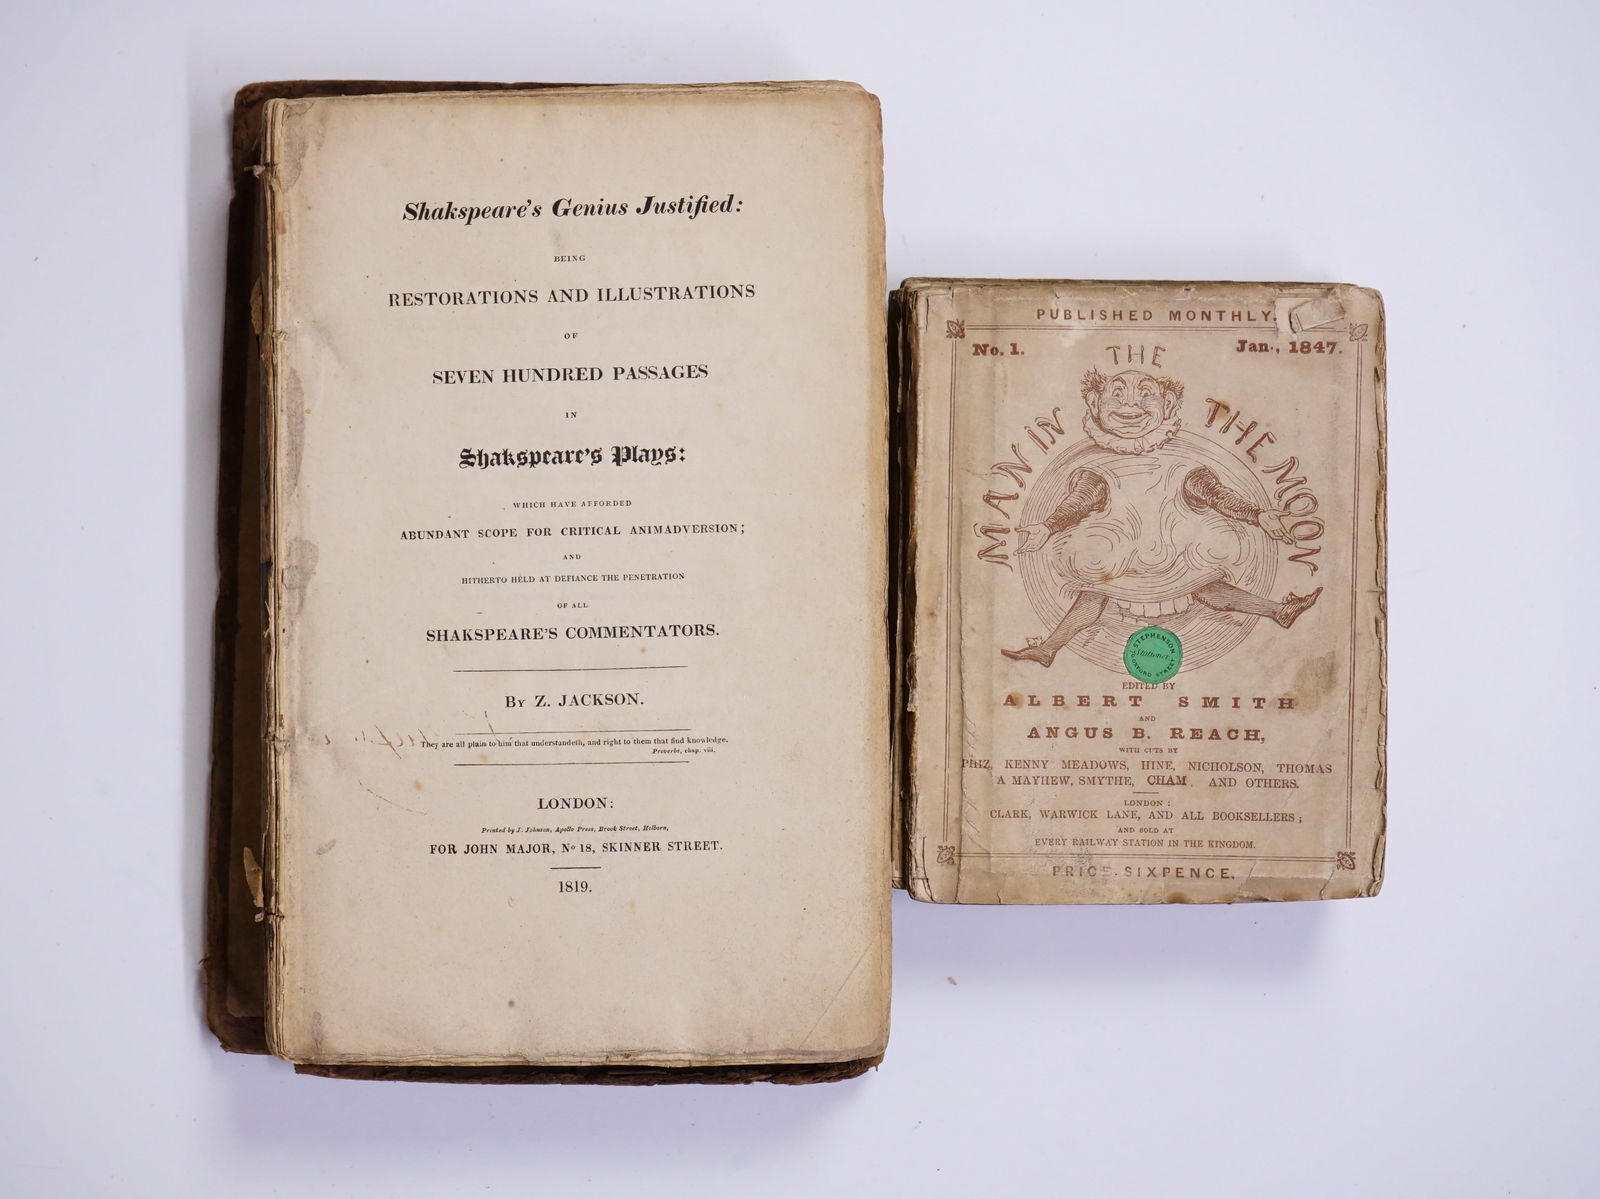 Shakspeare's Genius Justified:
BEING
RESTORATIONS AND ILLUSTRATIONS
OF
SEVEN HUNDRED PASSAGES
IN
Shakspeare's Plays:
WHICH HAVE AFFORDED
ABUNDANT SCOPE FOR CRITICAL ANIMADVERSION;
AND
HITHERTO HELD AT DEFIANCE THE PENETRATION
OF ALL
SHAKSPEARE'S COMMENTATORS.
BY Z. JACKSON.
They are all plain to him that understandeth, and right to them that find knowledge.
Proverbs, chap. viii.
LONDON:
Printed by J. Johnson, Apollo Press, Brook Street, Holborn,
FOR JOHN MAJOR, No 18, SKINNER STREET.
1819.
PUBLISHED MONTHLY.
No. 1. Jan., 1847.
THE
MAN IN THE MOON
STEPHENSON
Stationer
OXFORD STREET
EDITED BY
ALBERT SMITH
AND
ANGUS B. REACH,
WITH CUTS BY
PHIZ, KENNY MEADOWS, HINE, NICHOLSON, THOMAS
A MAYHEW, SMYTHE, CHAM, AND OTHERS.
LONDON:
CLARK, WARWICK LANE, AND ALL BOOKSELLERS;
AND SOLD AT
EVERY RAILWAY STATION IN THE KINGDOM.
PRICE SIXPENCE.